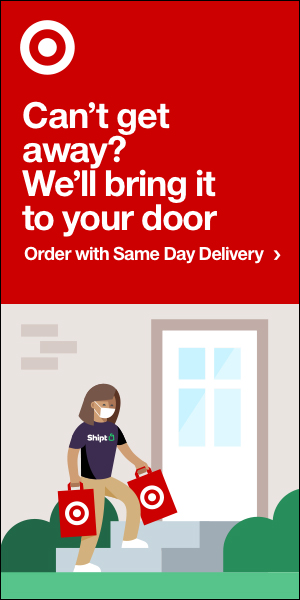 Can’t get
away?
We’ll bring it
to your door
Order with Same Day Delivery ›
Shipt